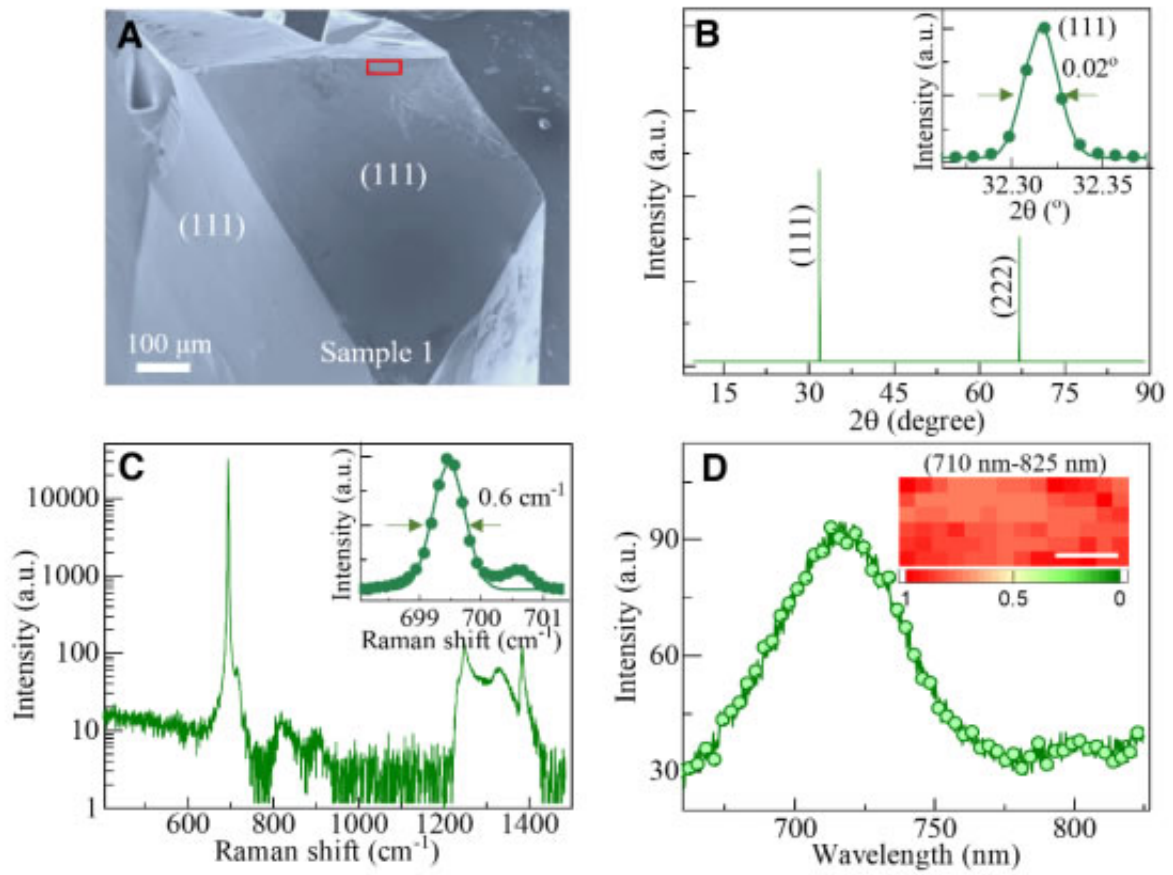 A
(111)
(111)
100 μm
Sample 1
B
Intensity (a.u.)
(111)
(222)
15 30 45 60 75 90
2θ (degree)
Intensity (a.u.)
(111)
0.02°
32.30 32.35
2θ (°)
C
Intensity (a.u.)
10000
1000
100
10
1
600 800 1000 1200 1400
Raman shift (cm⁻¹)
Intensity (a.u.)
0.6 cm⁻¹
699 700 701
Raman shift (cm⁻¹)
D
(710 nm-825 nm)
1 0.5 0
Intensity (a.u.)
90
60
30
700 750 800
Wavelength (nm)